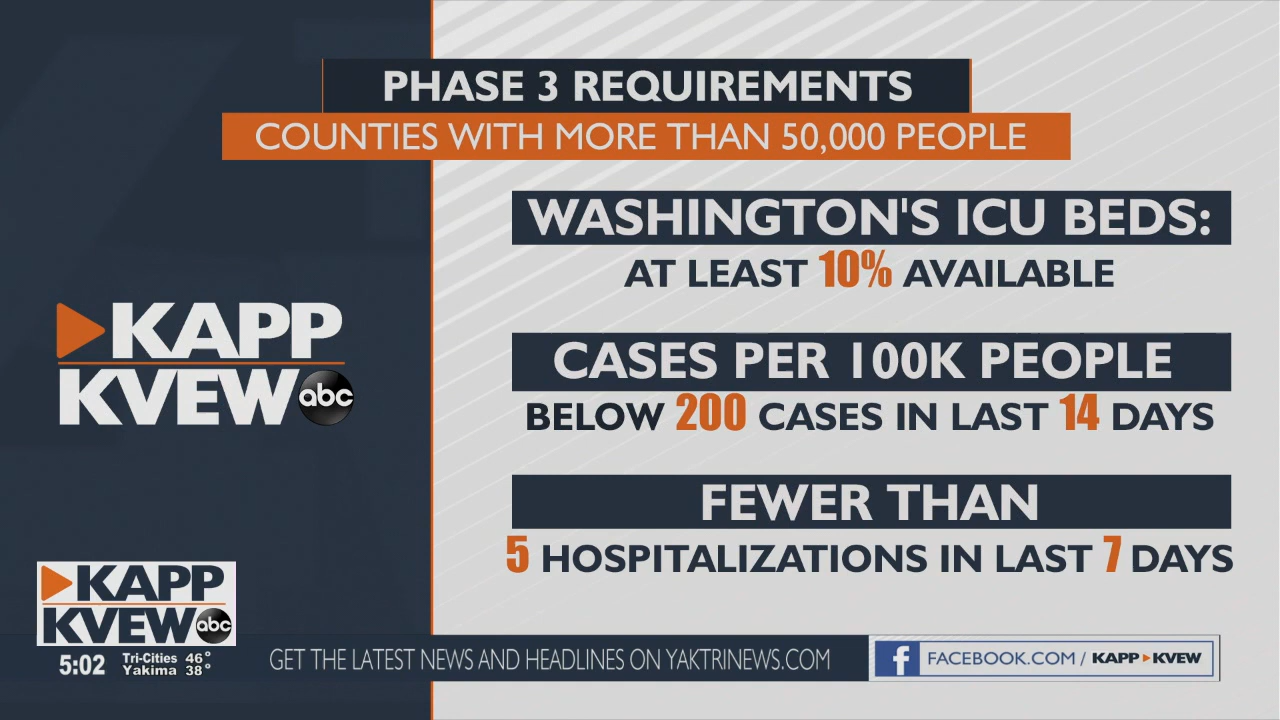 PHASE 3 REQUIREMENTS
COUNTIES WITH MORE THAN 50,000 PEOPLE
WASHINGTON'S ICU BEDS:
AT LEAST 10% AVAILABLE
CASES PER 100K PEOPLE
BELOW 200 CASES IN LAST 14 DAYS
FEWER THAN
5 HOSPITALIZATIONS IN LAST 7 DAYS
KAPP
KVEW abc
KAPP
KVEW abc
5:02
Tri-Cities 46°
Yakima 38°
GET THE LATEST NEWS AND HEADLINES ON YAKTRINEWS.COM
f FACEBOOK.COM / KAPP KVEW